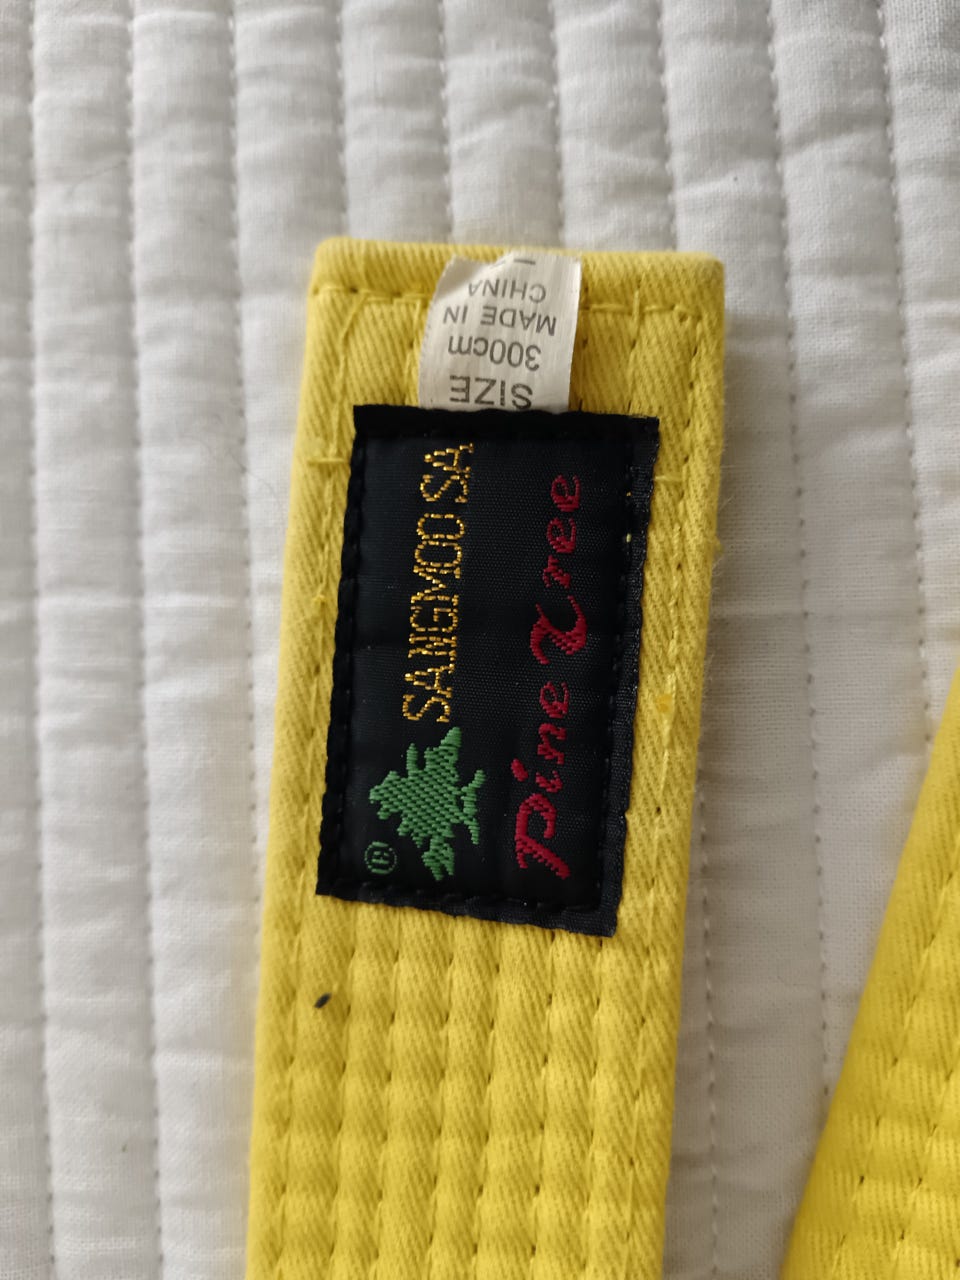 SIZE
300cm
MADE IN
CHINA
SANGMOO SA
®
Pine Tree